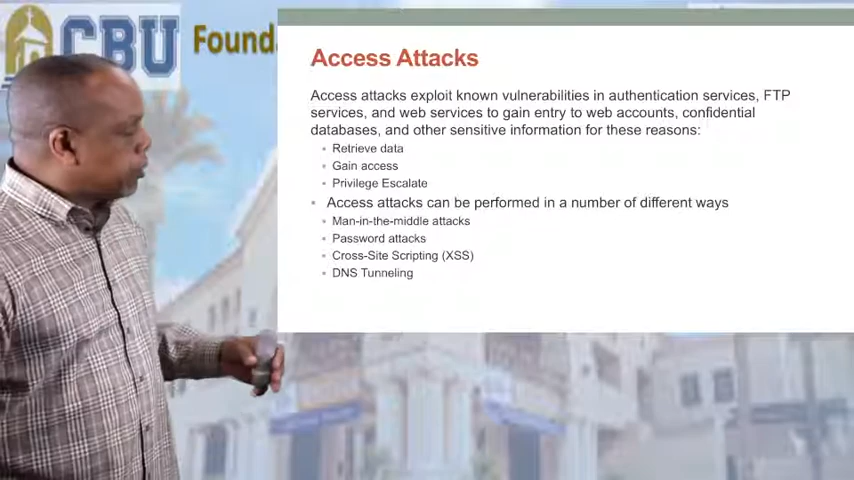 CBU
Founda
Access Attacks
Access attacks exploit known vulnerabilities in authentication services, FTP
services, and web services to gain entry to web accounts, confidential
databases, and other sensitive information for these reasons:
• Retrieve data
• Gain access
• Privilege Escalate
• Access attacks can be performed in a number of different ways
• Man-in-the-middle attacks
• Password attacks
• Cross-Site Scripting (XSS)
• DNS Tunneling